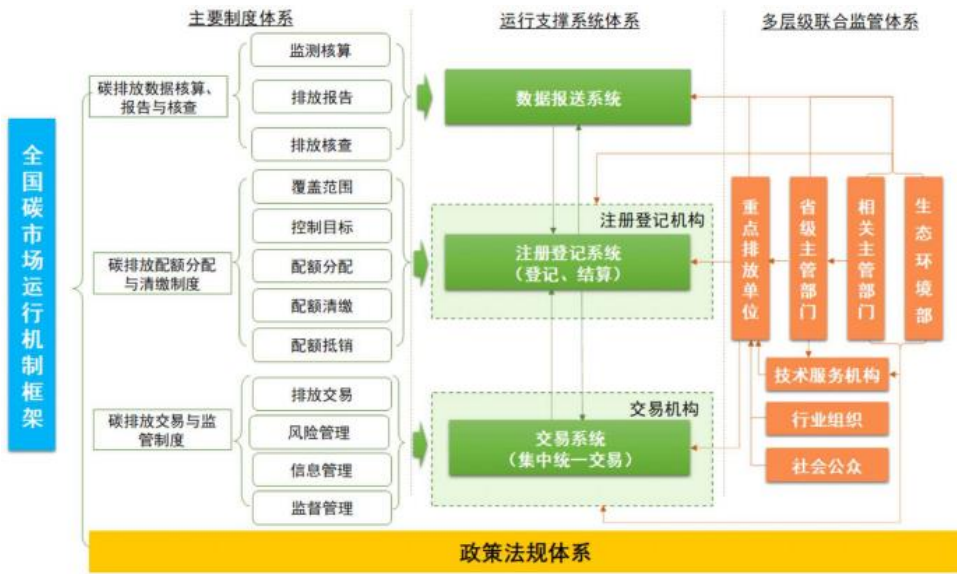 主要制度体系
运行支撑系统体系
多层级联合监管体系
全国碳市场运行机制框架
碳排放数据核算、
报告与核查
监测核算
排放报告
排放核查
碳排放配额分配
与清缴制度
覆盖范围
控制目标
配额分配
配额清缴
配额抵销
碳排放交易与监
管制度
排放交易
风险管理
信息管理
监督管理
数据报送系统
注册登记机构
注册登记系统
（登记、结算）
交易机构
交易系统
（集中统一交易）
重点排放单位
省级主管部门
相关主管部门
生态环境部
技术服务机构
行业组织
社会公众
政策法规体系